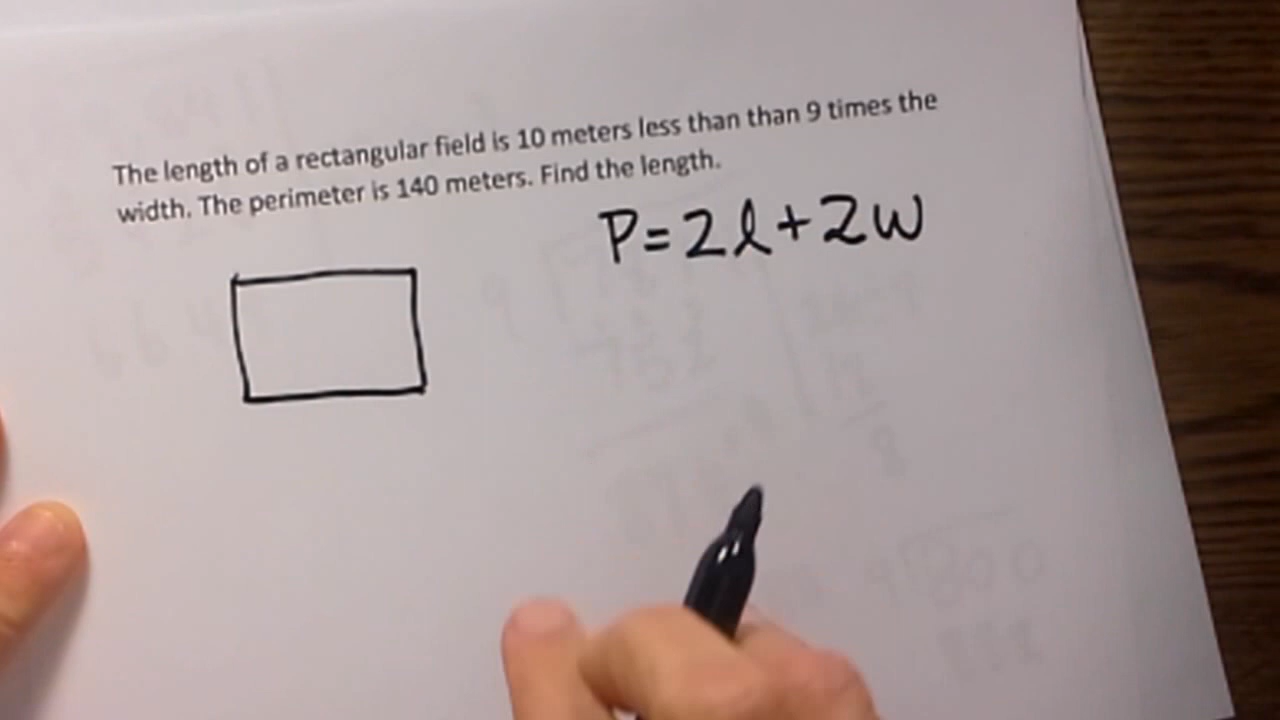 The length of a rectangular field is 10 meters less than than 9 times the
width. The perimeter is 140 meters. Find the length.
P=2l+2w